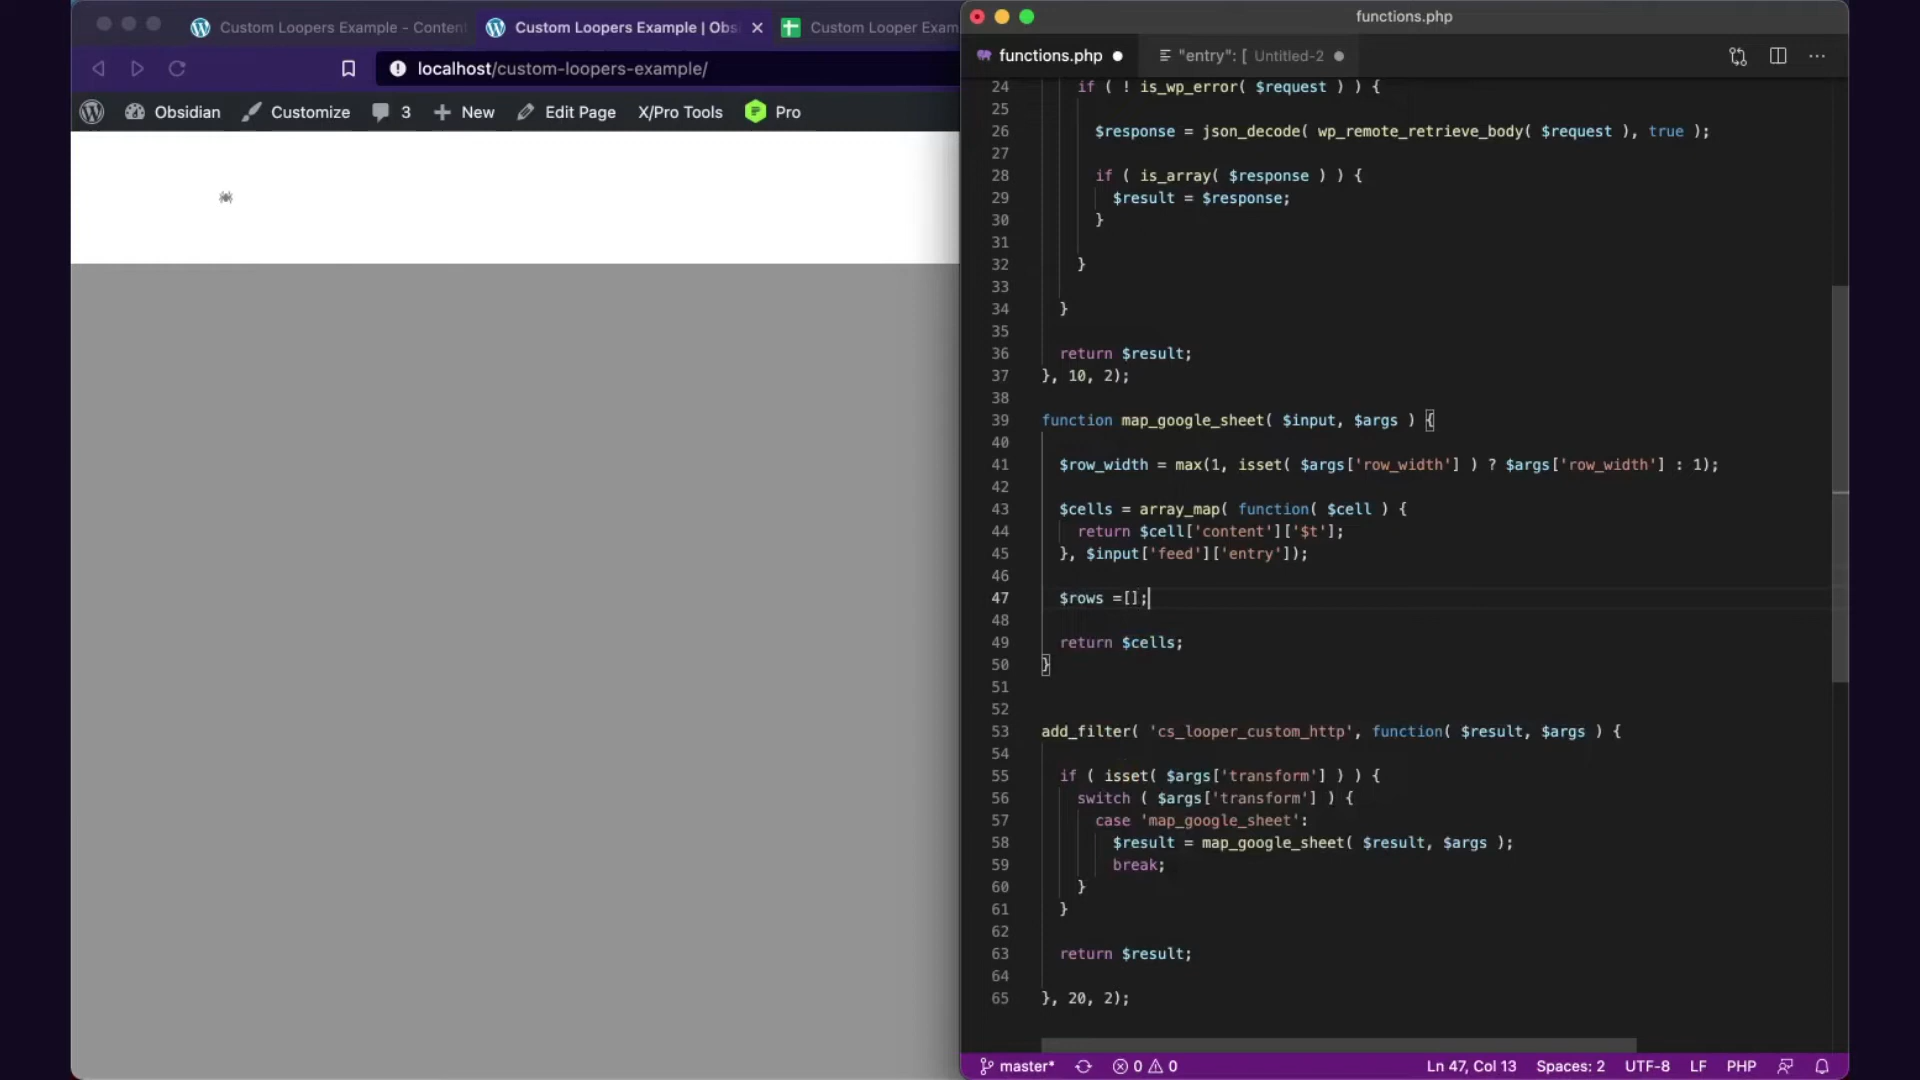 Custom Loopers Example – Conten
Custom Loopers Example | Obs
Custom Looper Exam
localhost/custom-loopers-example/
Obsidian
Customize
3
New
Edit Page
X/Pro Tools
Pro
functions.php
functions.php
"entry": [ Untitled-2
24 if ( ! is_wp_error( $request ) ) {
25
26 $response = json_decode( wp_remote_retrieve_body( $request ), true );
27
28 if ( is_array( $response ) ) {
29 $result = $response;
30 }
31
32 }
33
34 }
35
36 return $result;
37 }, 10, 2);
38
39 function map_google_sheet( $input, $args ) {
40
41 $row_width = max(1, isset( $args['row_width'] ) ? $args['row_width'] : 1);
42
43 $cells = array_map( function( $cell ) {
44 return $cell['content']['$t'];
45 }, $input['feed']['entry']);
46
47 $rows =[];
48
49 return $cells;
50 }
51
52
53 add_filter( 'cs_looper_custom_http', function( $result, $args ) {
54
55 if ( isset( $args['transform'] ) ) {
56 switch ( $args['transform'] ) {
57 case 'map_google_sheet':
58 $result = map_google_sheet( $result, $args );
59 break;
60 }
61 }
62
63 return $result;
64
65 }, 20, 2);
master*
0
0
Ln 47, Col 13
Spaces: 2
UTF-8
LF
PHP